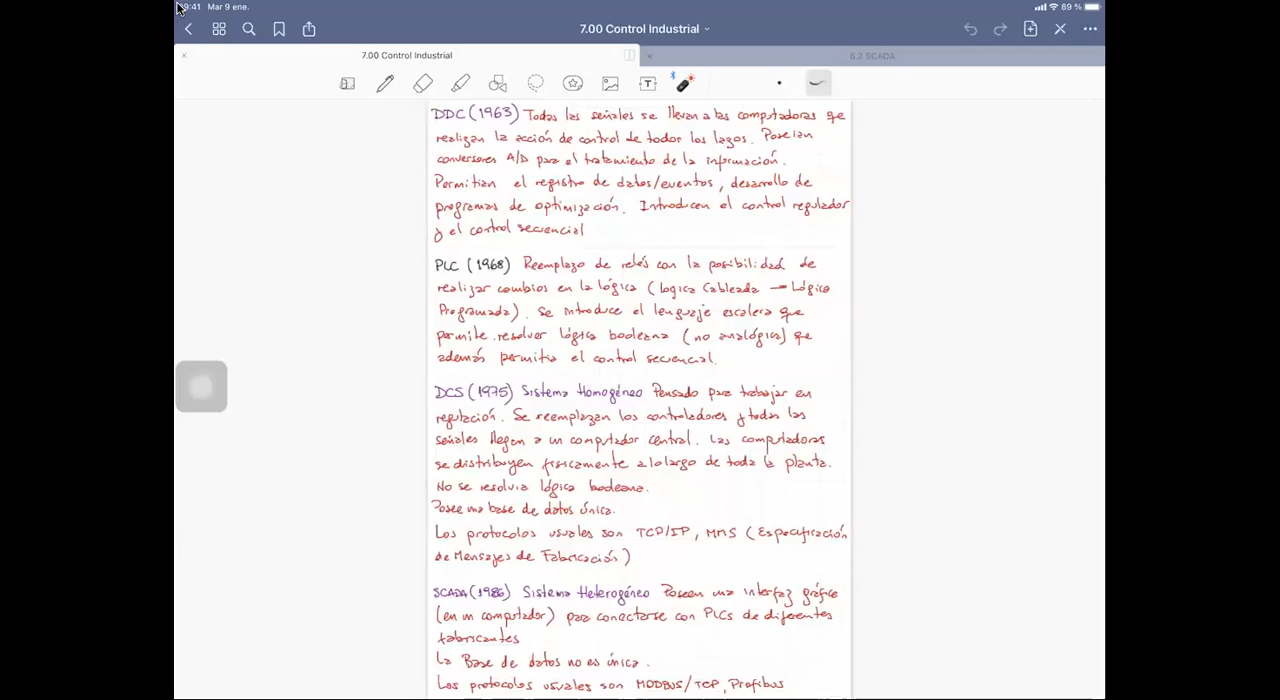 09:41 Mar 9 ene.
89 %
7.00 Control Industrial
7.00 Control Industrial
6.2 SCADA
DDC (1963) Todas las señales se llevan a las computadoras que
realizan la acción de control de todos los lazos. Poseían
conversores A/D para el tratamiento de la información.
Permitían el registro de datos/eventos, desarrollo de
programas de optimización. Introducen el control regulador
y el control secuencial
PLC (1968) Reemplazo de relés con la posibilidad de
realizar cambios en la lógica (Logica Cableada → Lógica
Programada). Se introduce el lenguaje escalera que
permite resolver lógica booleana (no analógica) que
además permitía el control secuencial.
DCS (1975) Sistema Homogéneo Pensado para trabajar en
regulación. Se reemplazan los controladores y todas las
señales llegan a un computador central. Las computadoras
se distribuyen físicamente a lo largo de toda la planta.
No se resolvía lógica booleana.
Posee una base de datos única.
Los protocolos usuales son TCP/IP, MMS (Especificación
de Mensajes de Fabricación)
SCADA (1986) Sistema Heterogéneo Poseen una interfaz gráfica
(en un computador) para conectarse con PLCs de diferentes
fabricantes
La Base de datos no es única.
Los protocolos usuales son MODBUS/TCP, Profibus